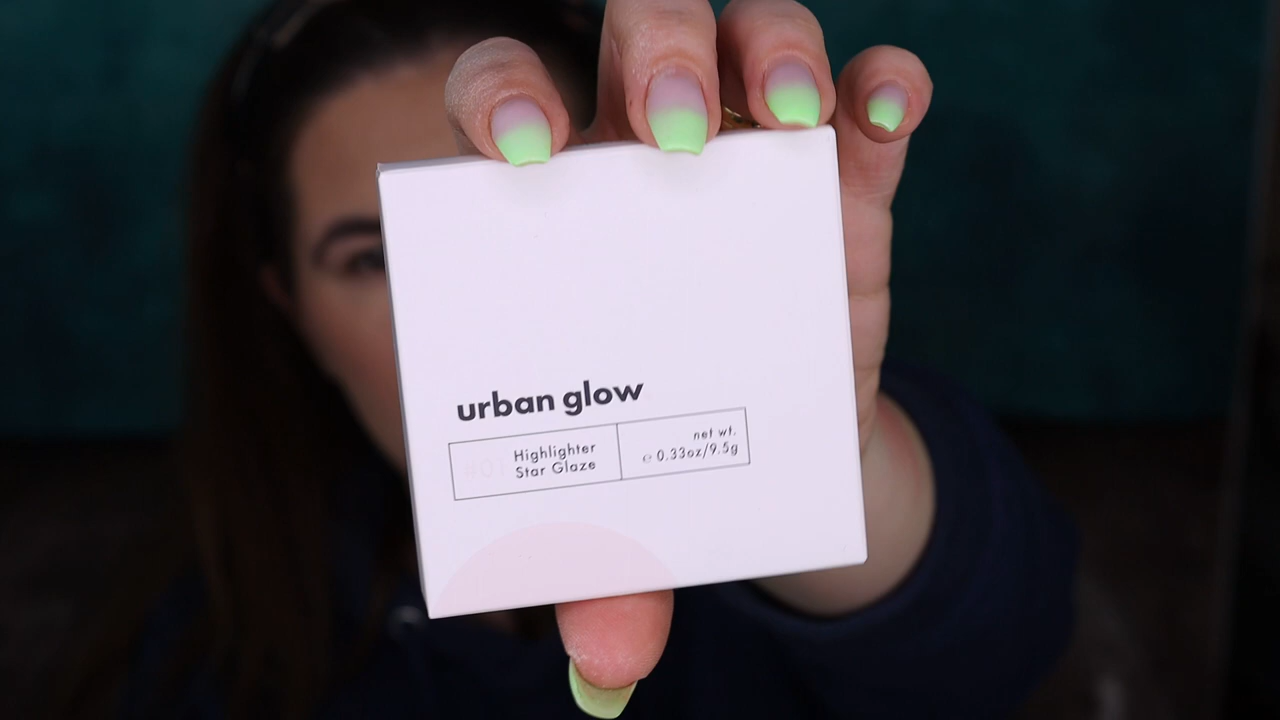 urban glow
Highlighter
Star Glaze
net wt.
℮ 0.33oz/9.5g